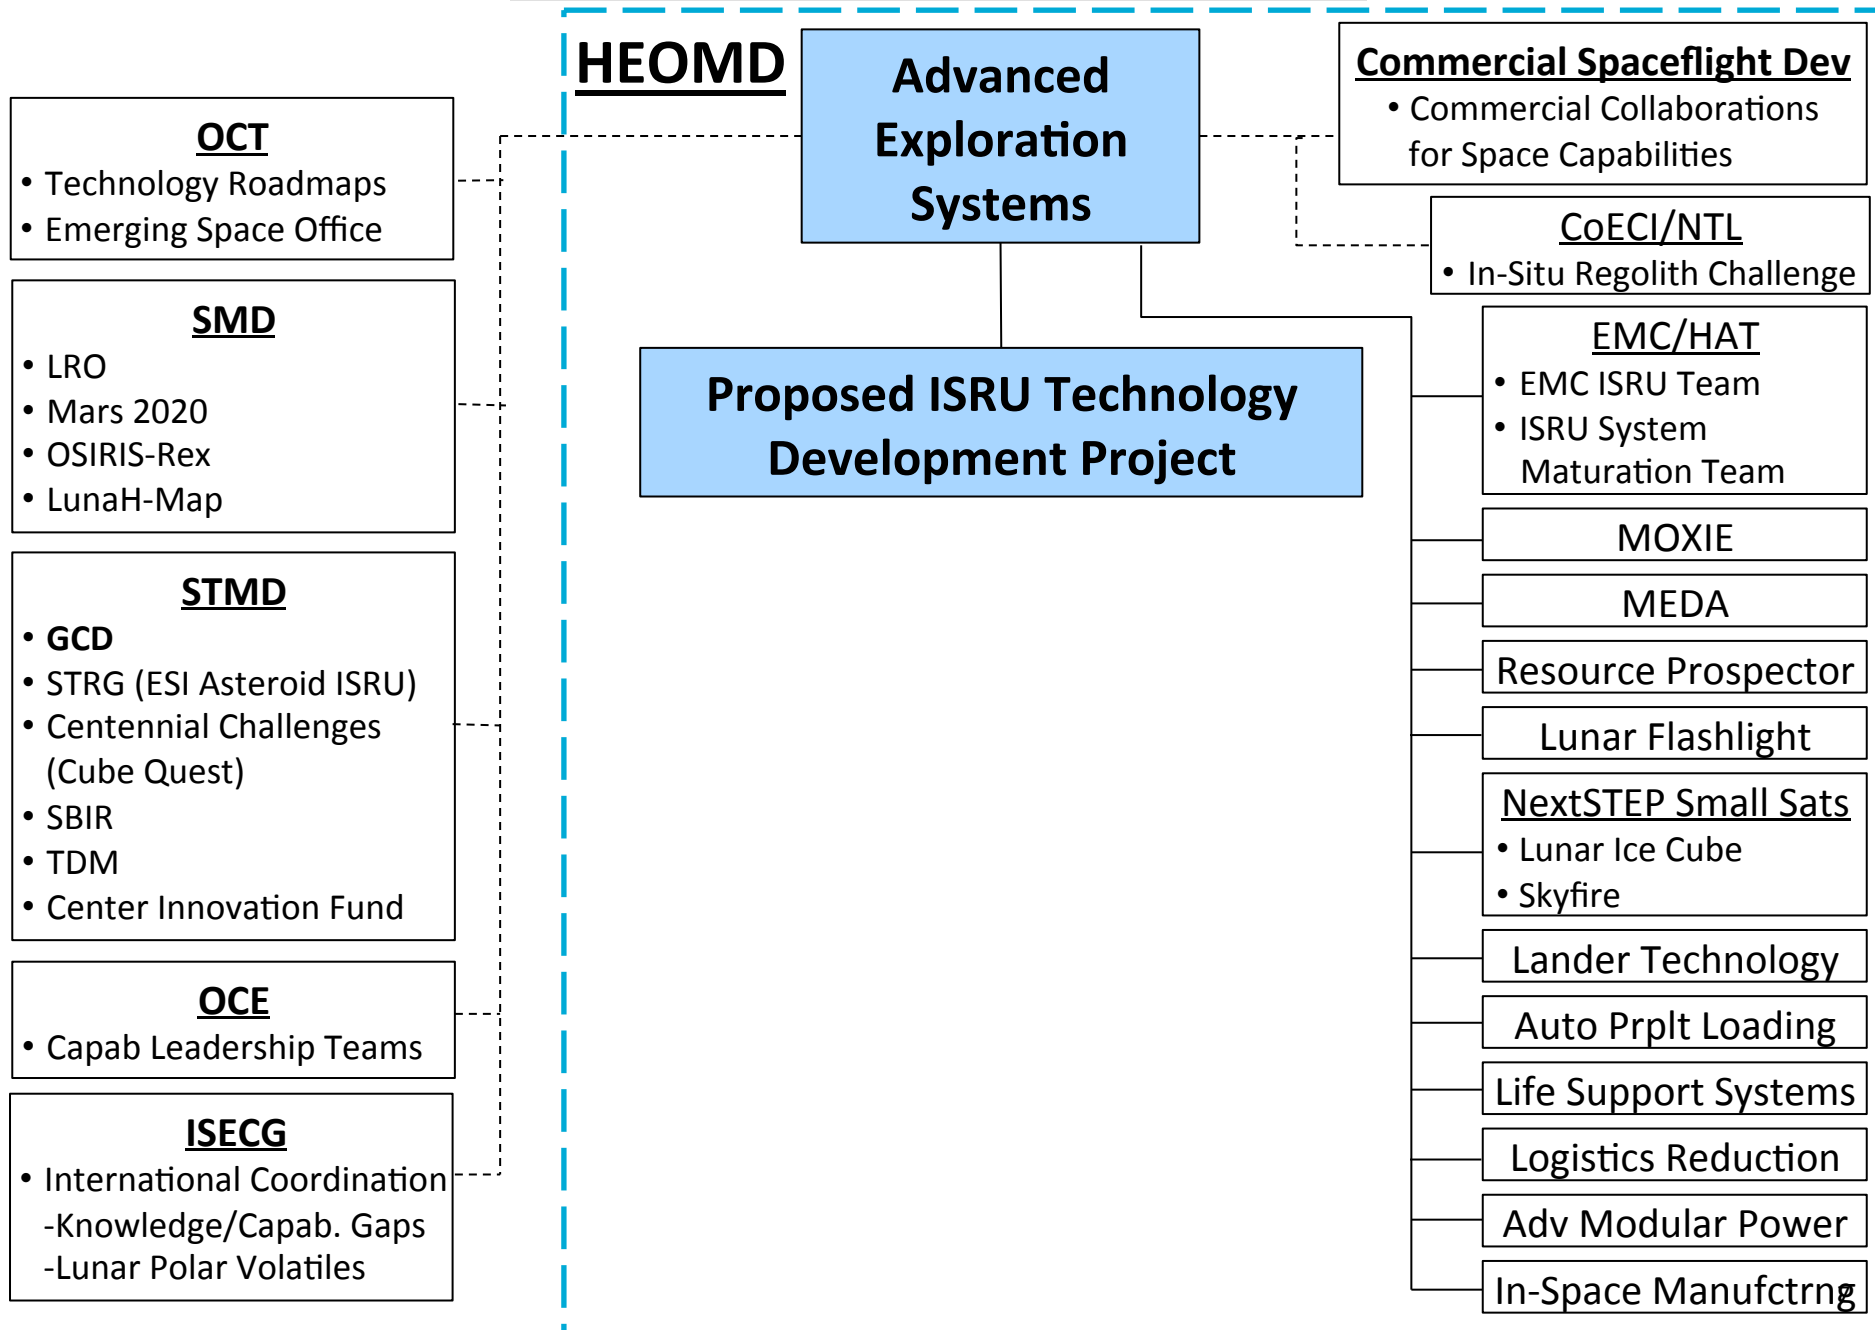 HEOMD
Advanced
Exploration
Systems
Proposed ISRU Technology
Development Project
OCT
• Technology Roadmaps
• Emerging Space Office
SMD
• LRO
• Mars 2020
• OSIRIS-Rex
• LunaH-Map
STMD
• GCD
• STRG (ESI Asteroid ISRU)
• Centennial Challenges
(Cube Quest)
• SBIR
• TDM
• Center Innovation Fund
OCE
• Capab Leadership Teams
ISECG
• International Coordination
-Knowledge/Capab. Gaps
-Lunar Polar Volatiles
Commercial Spaceflight Dev
• Commercial Collaborations
for Space Capabilities
CoECI/NTL
• In-Situ Regolith Challenge
EMC/HAT
• EMC ISRU Team
• ISRU System
Maturation Team
MOXIE
MEDA
Resource Prospector
Lunar Flashlight
NextSTEP Small Sats
• Lunar Ice Cube
• Skyfire
Lander Technology
Auto Prplt Loading
Life Support Systems
Logistics Reduction
Adv Modular Power
In-Space Manufctrng